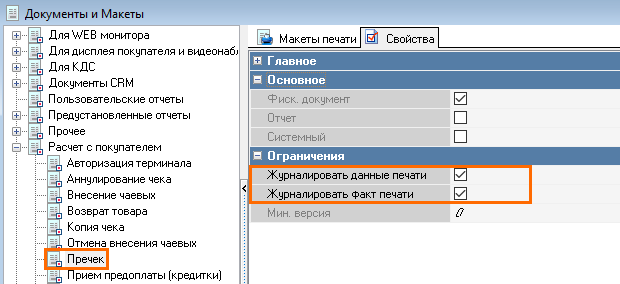 Документы и Макеты
Для WEB монитора
Для дисплея покупателя и видеонабл
Для КДС
Документы CRM
Пользовательские отчеты
Предустановленные отчеты
Прочее
Расчет с покупателем
Авторизация терминала
Аннулирование чека
Внесение чаевых
Возврат товара
Копия чека
Отмена внесения чаевых
Пречек
Прием предоплаты (кредитки)
Макеты печати
Свойства
Главное
Основное
Фиск. документ
Отчет
Системный
Ограничения
Журналировать данные печати
Журналировать факт печати
Мин. версия 0